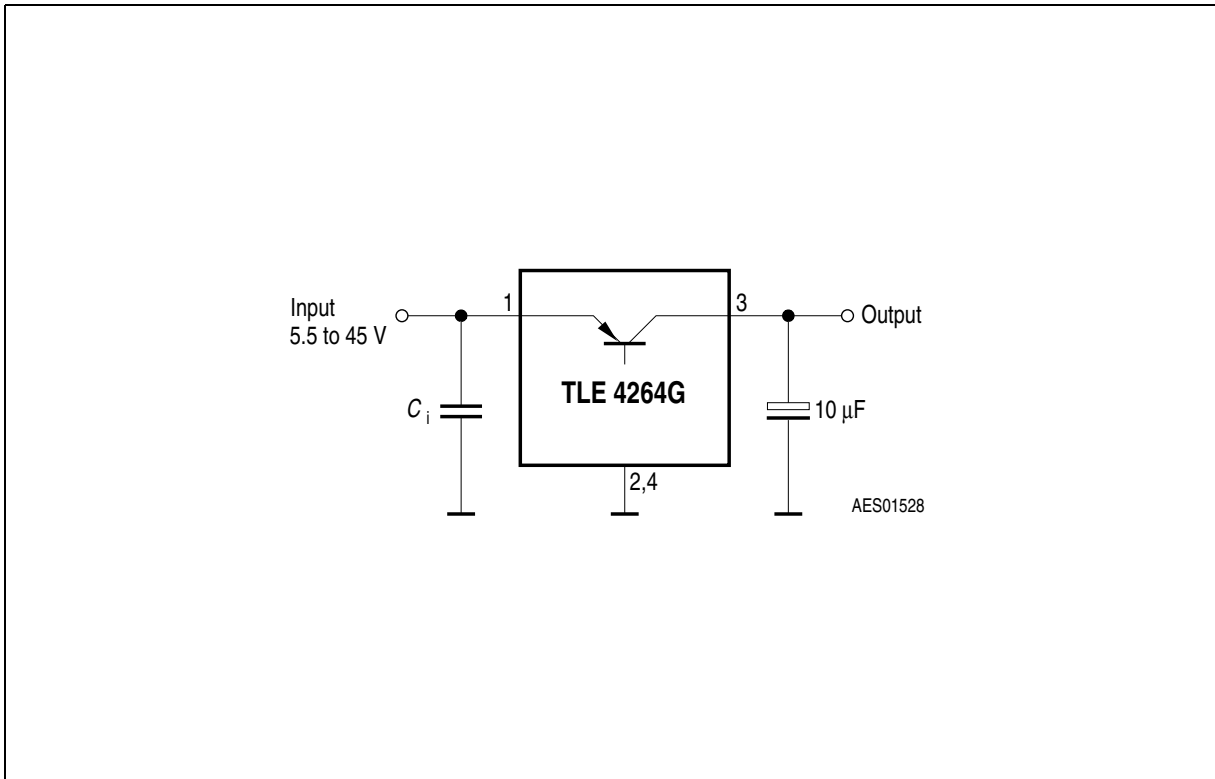 Input
5.5 to 45 V
1
3
Output
TLE 4264G
C i
10 μF
2,4
AES01528